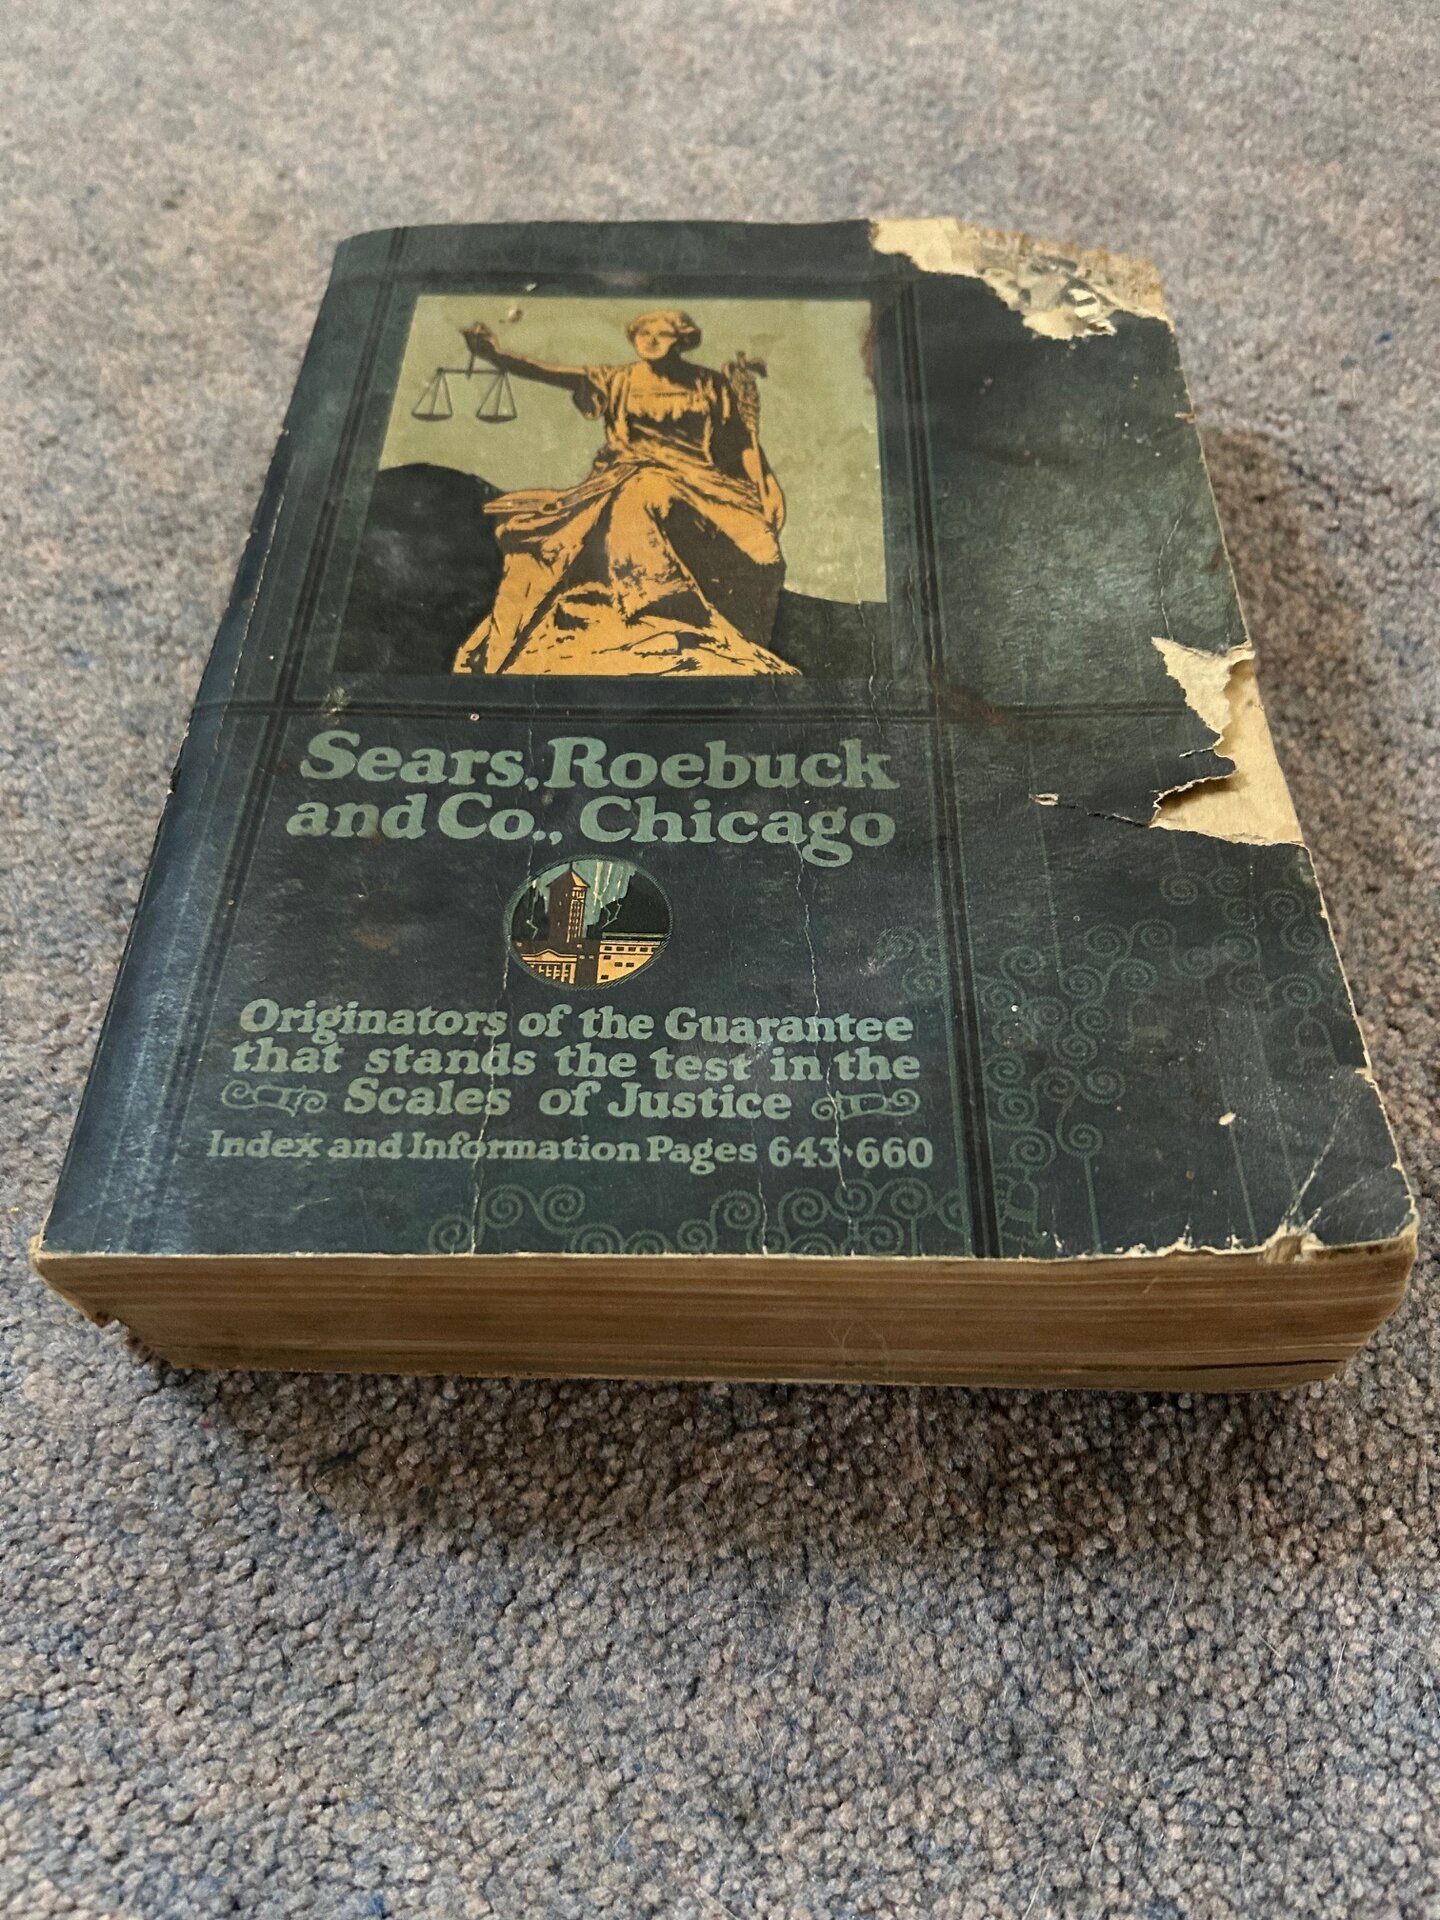 Sears, Roebuck
and Co., Chicago
Originators of the Guarantee
that stands the test in the
Scales of Justice
Index and Information Pages 643-660